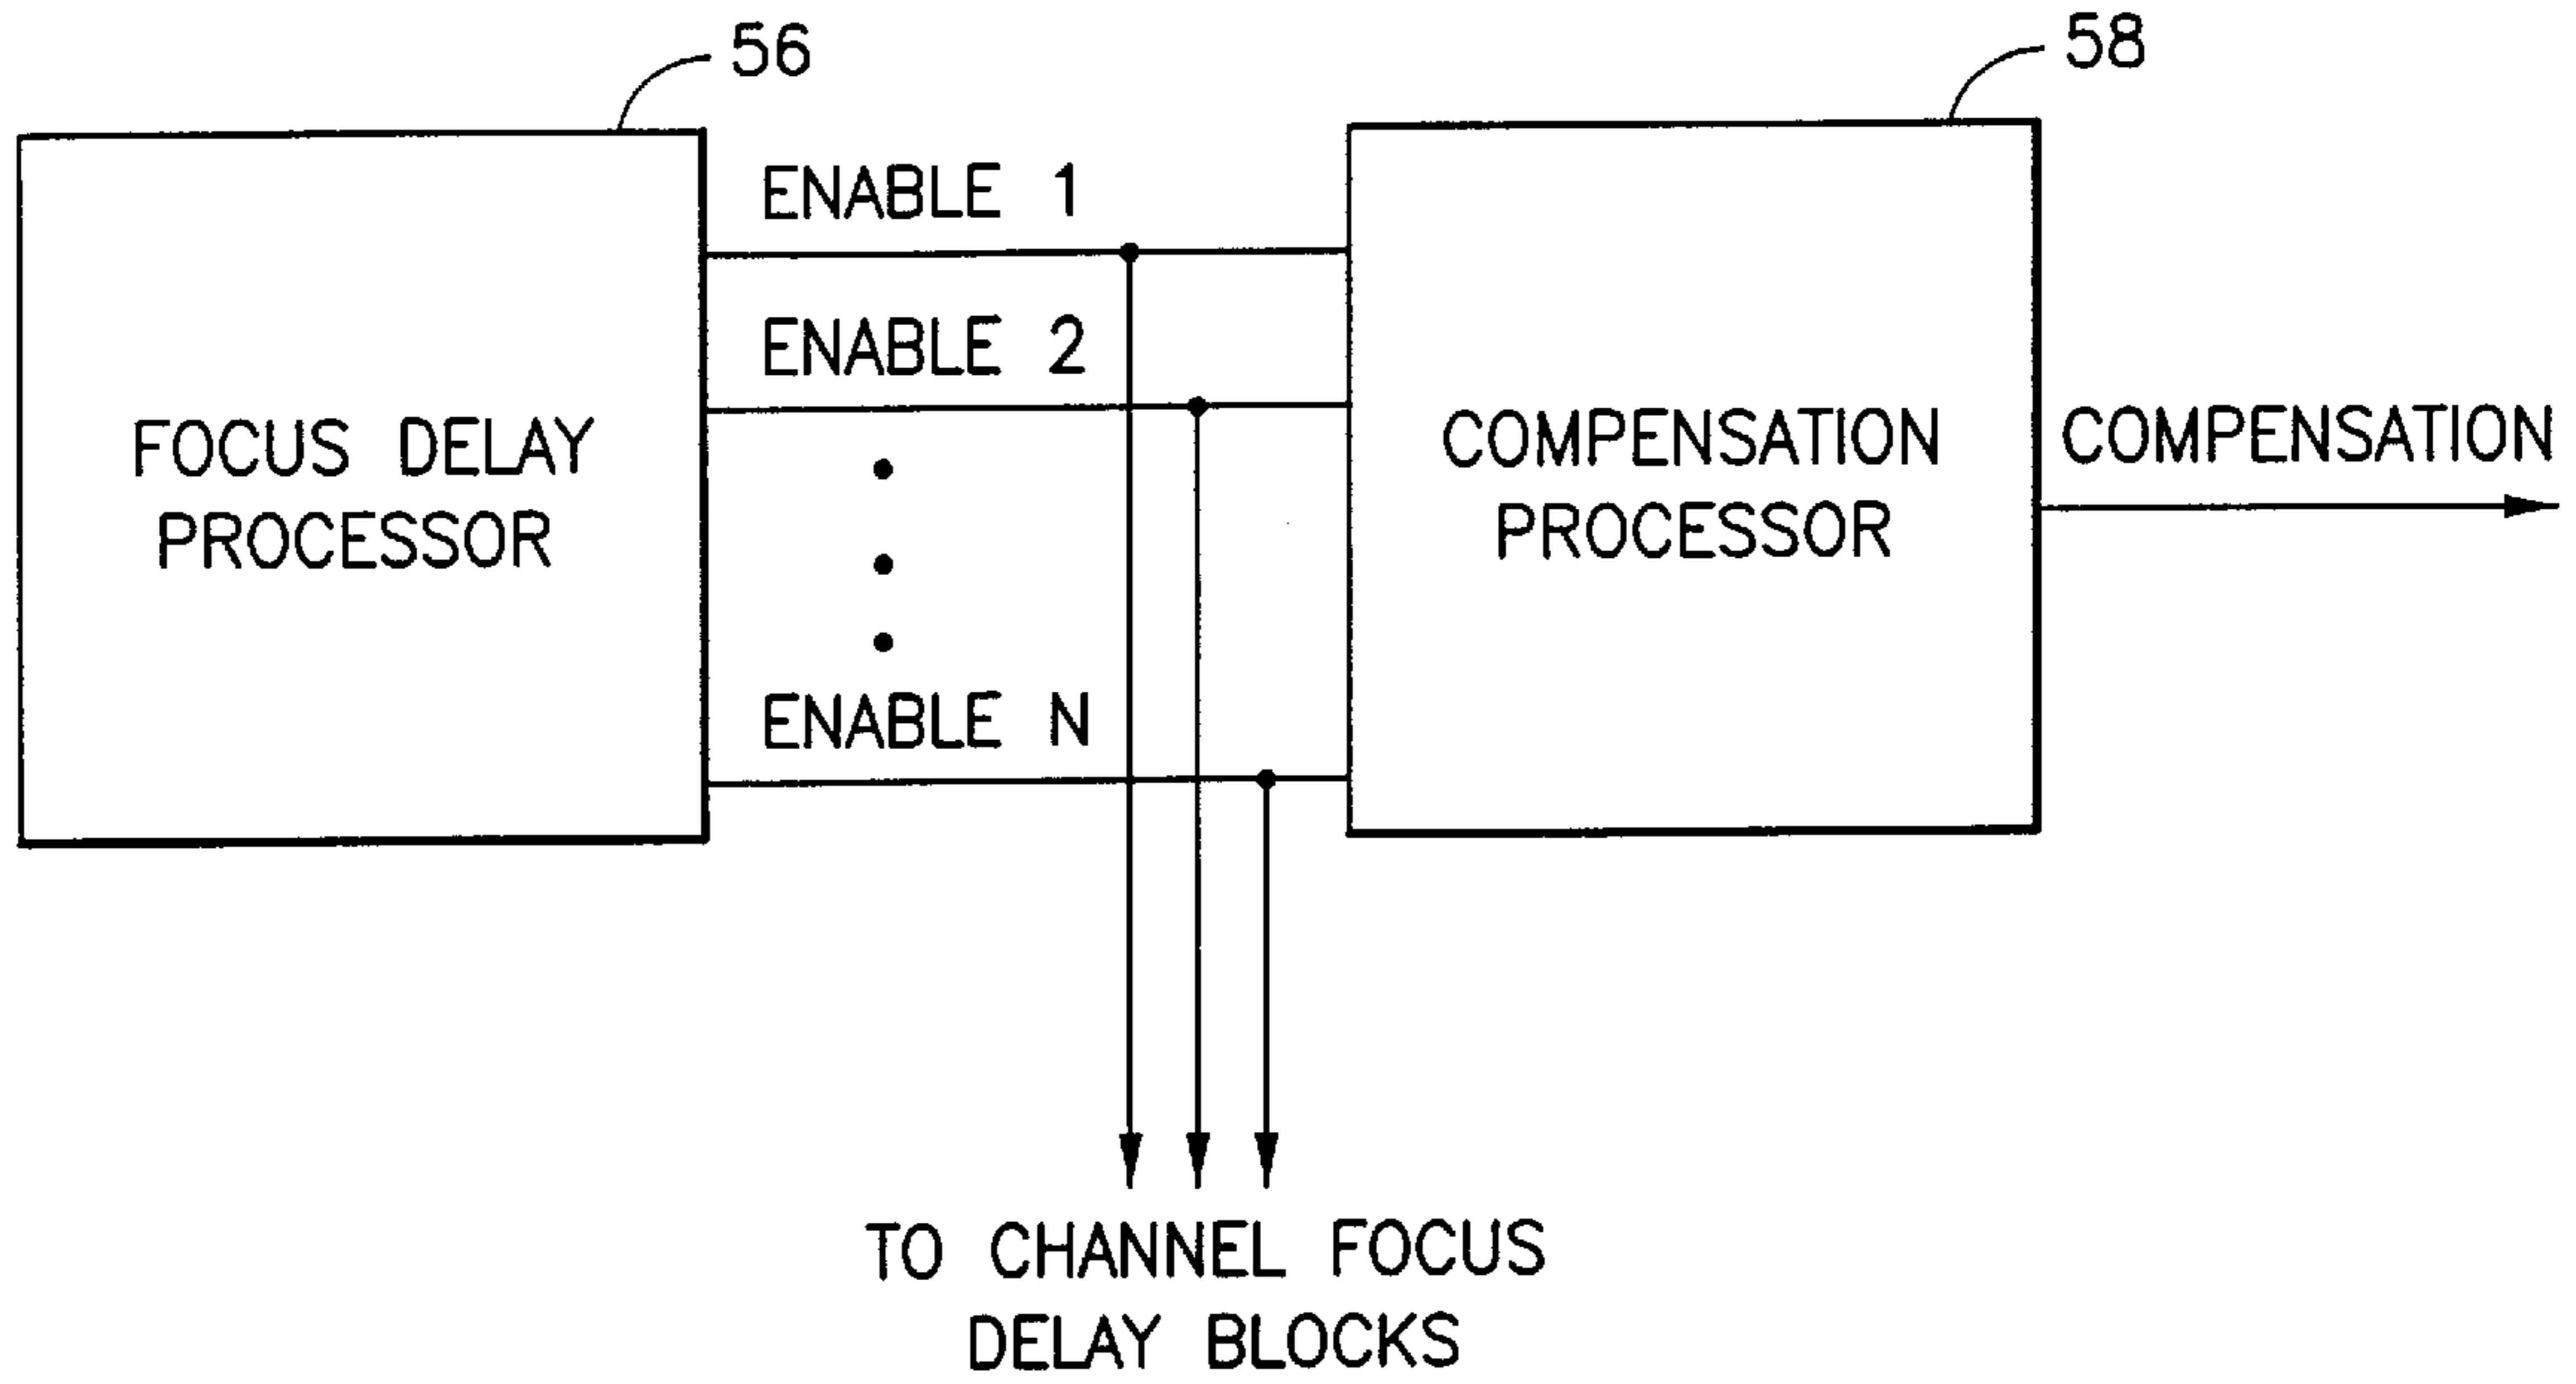 56
58
ENABLE 1
ENABLE 2
FOCUS DELAY
PROCESSOR
COMPENSATION
PROCESSOR
COMPENSATION
ENABLE N
TO CHANNEL FOCUS
DELAY BLOCKS